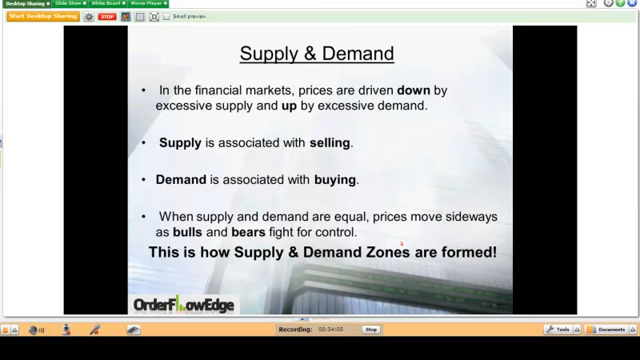 Desktop Sharing Slide Show White Board Movie Player
Start Desktop Sharing STOP Small preview
Supply & Demand
• In the financial markets, prices are driven down by
excessive supply and up by excessive demand.
• Supply is associated with selling.
• Demand is associated with buying.
• When supply and demand are equal, prices move sideways
as bulls and bears fight for control.
This is how Supply & Demand Zones are formed!
OrderFlowEdge
Recording: 00:34:05 Stop Tools Documents